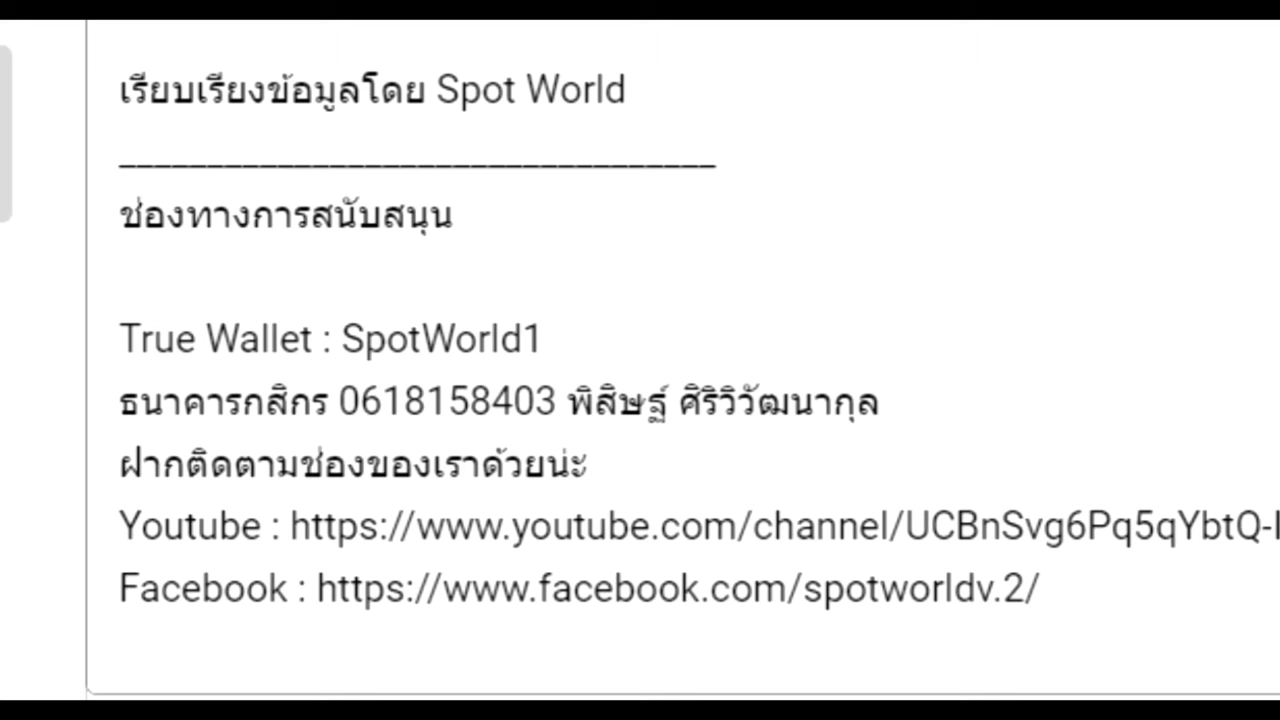 เรียบเรียงข้อมูลโดย Spot World
__________________________________
ช่องทางการสนับสนุน
True Wallet : SpotWorld1
ธนาคารกสิกร 0618158403 พิสิษฐ์ ศิริวิวัฒนากุล
ฝากติดตามช่องของเราด้วยน่ะ
Youtube : https://www.youtube.com/channel/UCBnSvg6Pq5qYbtQ-
Facebook : https://www.facebook.com/spotworldv.2/